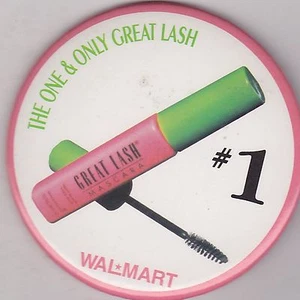 THE ONE & ONLY GREAT LASH
GREAT LASH®
MASCARA
#1
WAL★MART